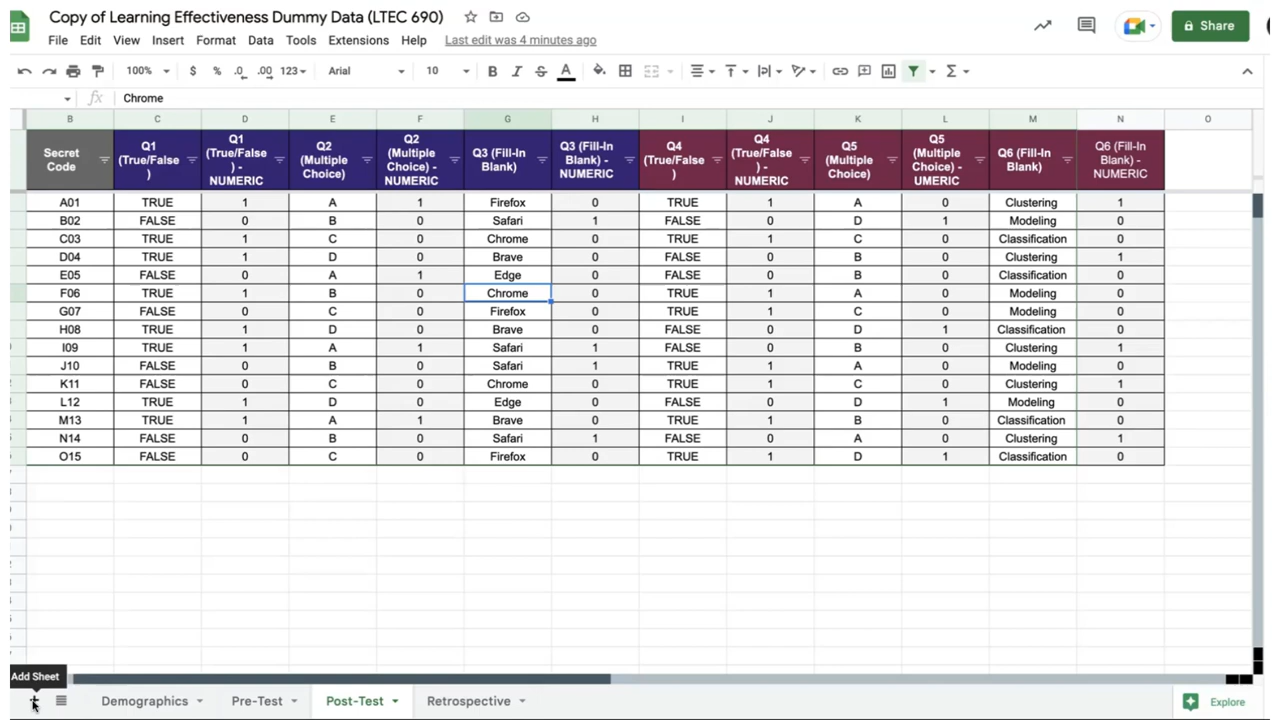 Copy of Learning Effectiveness Dummy Data (LTEC 690)
Share
File Edit View Insert Format Data Tools Extensions Help Last edit was 4 minutes ago
100% $ % .0 .00 123 Arial 10 B I S A Σ
fx Chrome
B C D E F G H I J K L M N O
Secret Code
Q1 (True/False)
Q1 (True/False) - NUMERIC
Q2 (Multiple Choice)
Q2 (Multiple Choice) - NUMERIC
Q3 (Fill-In Blank)
Q3 (Fill-In Blank) - NUMERIC
Q4 (True/False)
Q4 (True/False) - NUMERIC
Q5 (Multiple Choice)
Q5 (Multiple Choice) - UMERIC
Q6 (Fill-In Blank)
Q6 (Fill-In Blank) - NUMERIC
A01 TRUE 1 A 1 Firefox 0 TRUE 1 A 0 Clustering 1
B02 FALSE 0 B 0 Safari 1 FALSE 0 D 1 Modeling 0
C03 TRUE 1 C 0 Chrome 0 TRUE 1 C 0 Classification 0
D04 TRUE 1 D 0 Brave 0 FALSE 0 B 0 Clustering 1
E05 FALSE 0 A 1 Edge 0 FALSE 0 B 0 Classification 0
F06 TRUE 1 B 0 Chrome 0 TRUE 1 A 0 Modeling 0
G07 FALSE 0 C 0 Firefox 0 TRUE 1 C 0 Modeling 0
H08 TRUE 1 D 0 Brave 0 FALSE 0 D 1 Classification 0
I09 TRUE 1 A 1 Safari 1 FALSE 0 B 0 Clustering 1
J10 FALSE 0 B 0 Safari 1 TRUE 1 A 0 Modeling 0
K11 FALSE 0 C 0 Chrome 0 TRUE 1 C 0 Clustering 1
L12 TRUE 1 D 0 Edge 0 FALSE 0 D 1 Modeling 0
M13 TRUE 1 A 1 Brave 0 TRUE 1 B 0 Classification 0
N14 FALSE 0 B 0 Safari 1 FALSE 0 A 0 Clustering 1
O15 FALSE 0 C 0 Firefox 0 TRUE 1 D 1 Classification 0
Add Sheet
Demographics Pre-Test Post-Test Retrospective Explore